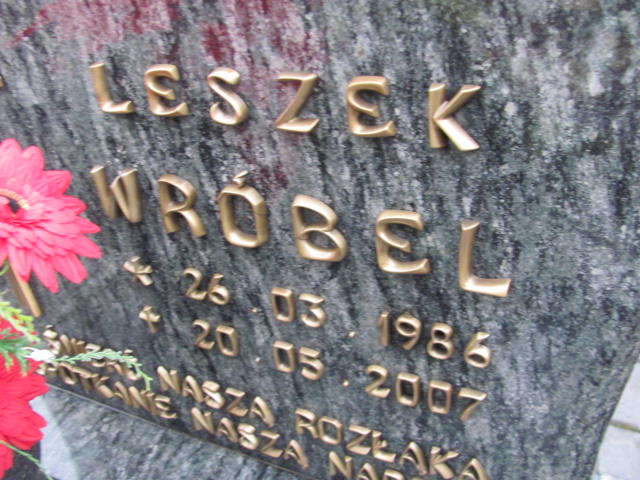 LESZEK
WRÓBEL
* 26.03.1986
✝ 20.05.2007
NASZA ROZŁĄKA
NASZA